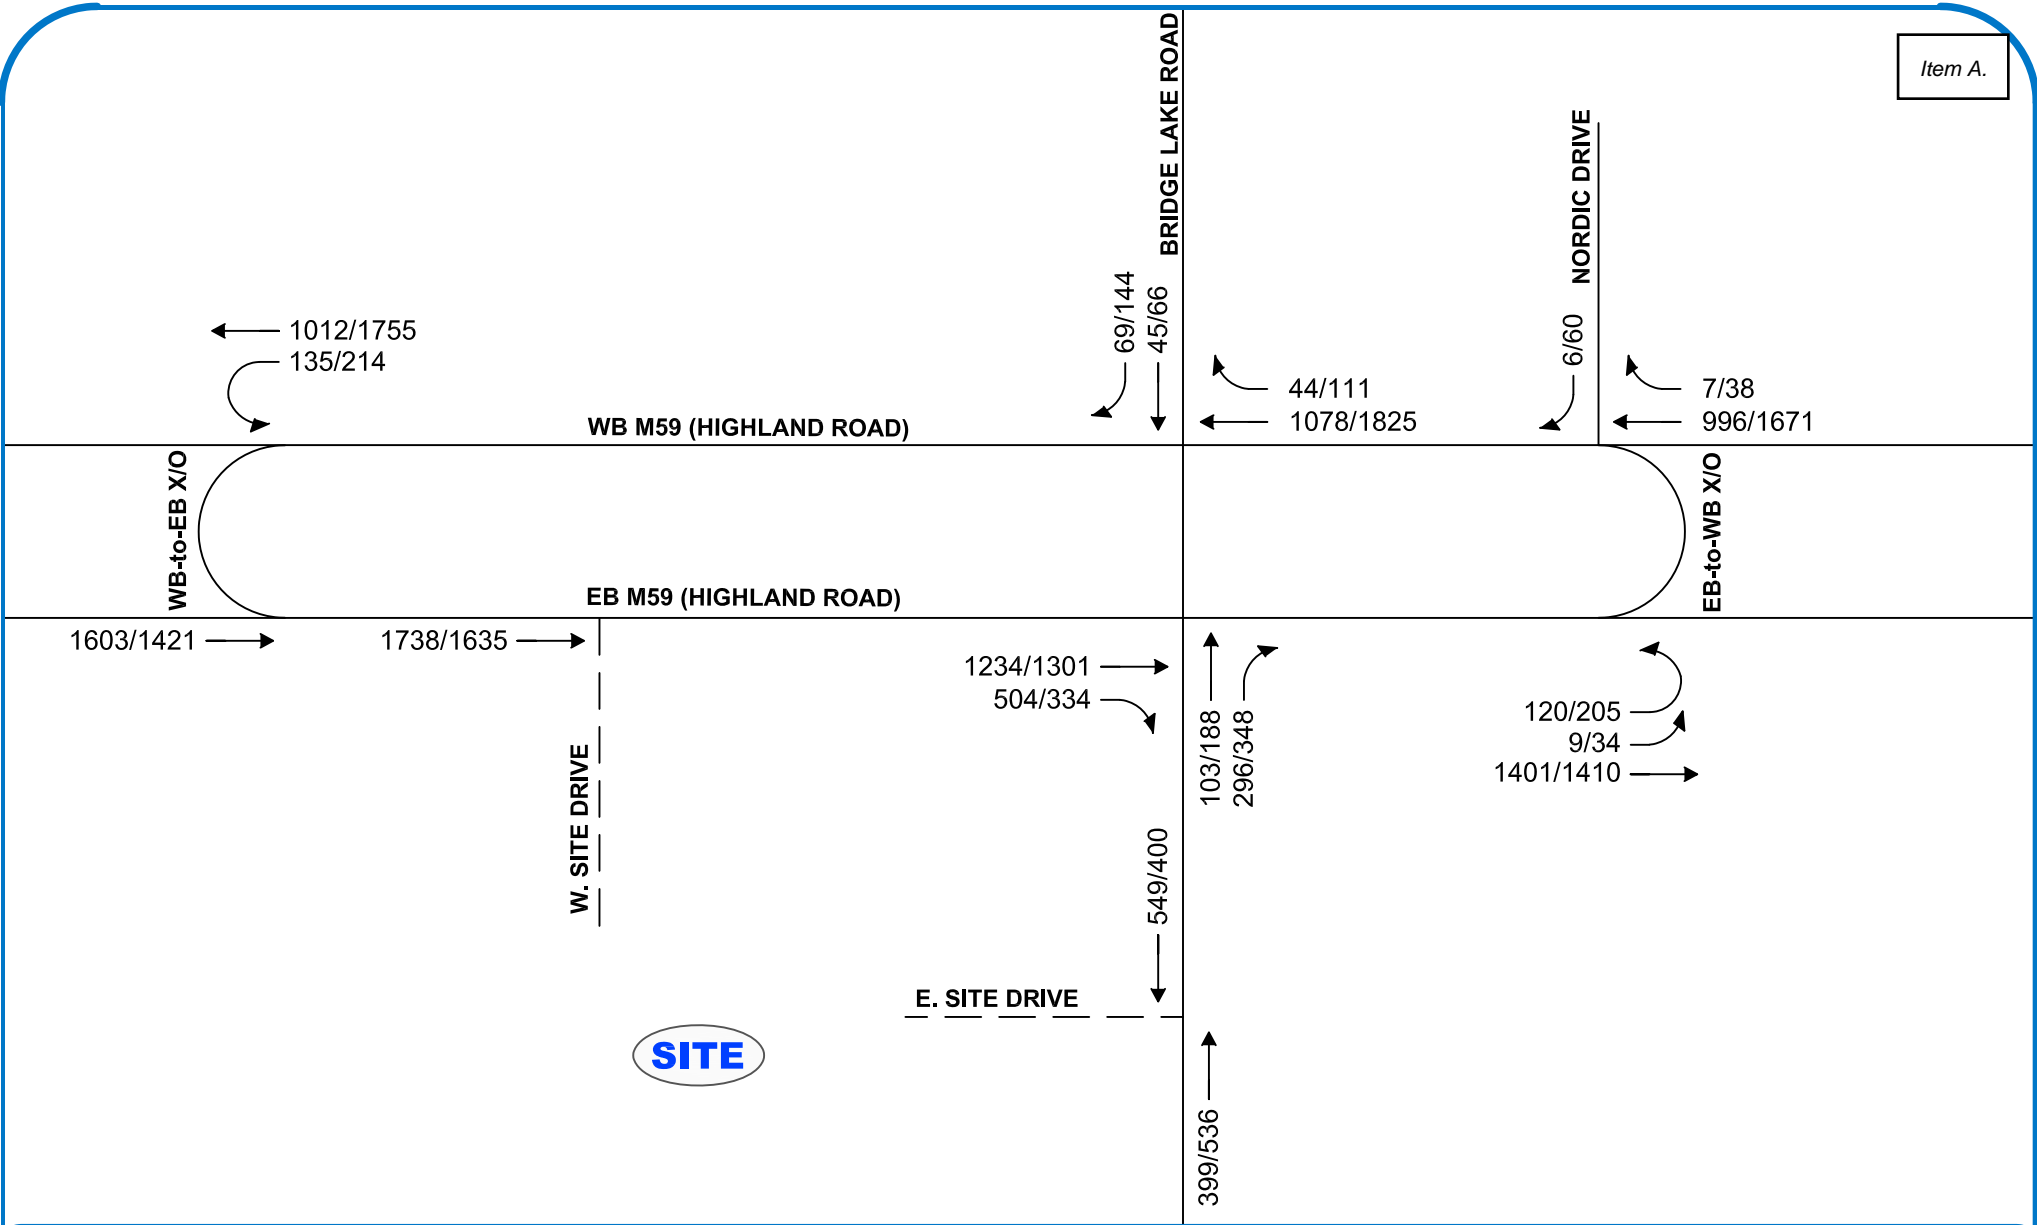 Item A.
BRIDGE LAKE ROAD
NORDIC DRIVE
1012/1755
135/214
69/144
45/66
44/111
1078/1825
6/60
7/38
996/1671
WB M59 (HIGHLAND ROAD)
WB-to-EB X/O
EB-to-WB X/O
EB M59 (HIGHLAND ROAD)
1603/1421
1738/1635
1234/1301
504/334
103/188
296/348
120/205
9/34
1401/1410
W. SITE DRIVE
549/400
E. SITE DRIVE
SITE
399/536